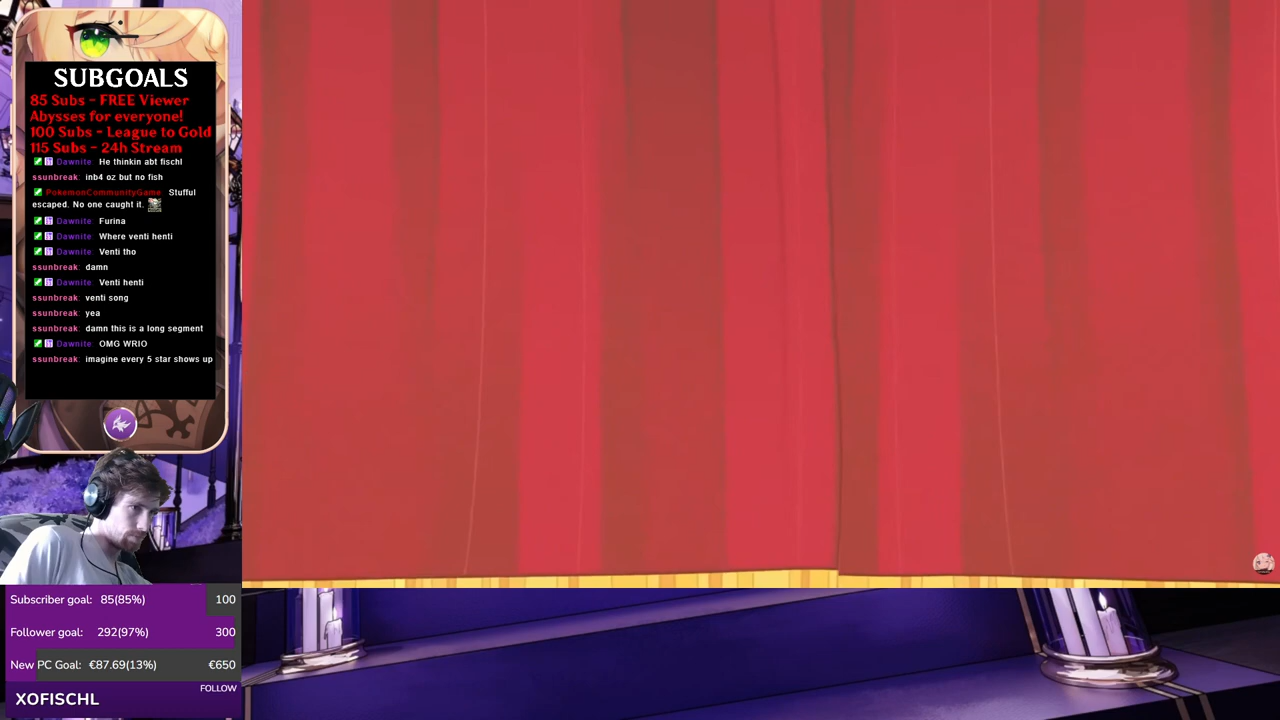 SUBGOALS
85 Subs - FREE Viewer
Abysses for everyone!
100 Subs - League to Gold
115 Subs - 24h Stream
Dawnite: He thinkin abt fischl
ssunbreak: inb4 oz but no fish
PokemonCommunityGame: Stufful
escaped. No one caught it.
Dawnite: Furina
Dawnite: Where venti henti
Dawnite: Venti tho
ssunbreak: damn
Dawnite: Venti henti
ssunbreak: venti song
ssunbreak: yea
ssunbreak: damn this is a long segment
Dawnite: OMG WRIO
ssunbreak: imagine every 5 star shows up
Subscriber goal: 85(85%) 100
Follower goal: 292(97%) 300
New PC Goal: €87.69(13%) €650
FOLLOW
XOFISCHL